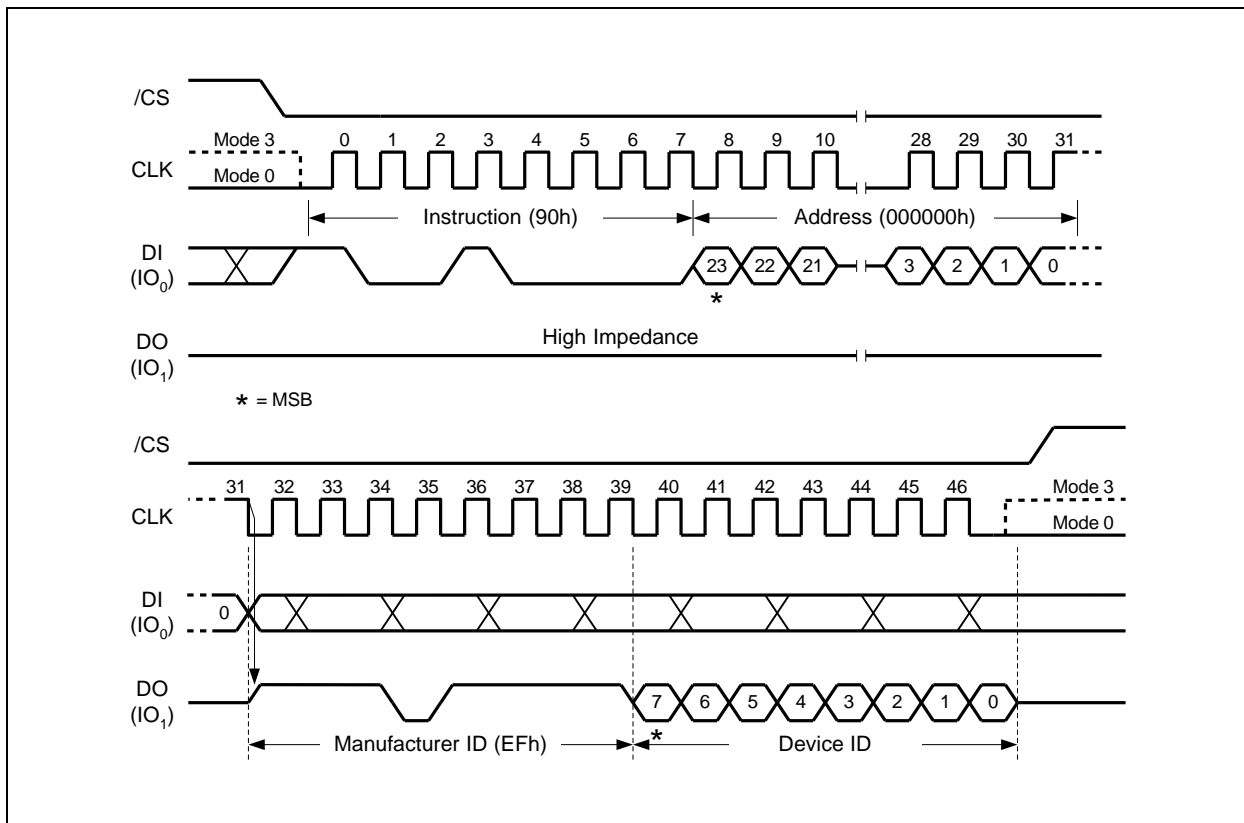 /CS
Mode 3 0 1 2 3 4 5 6 7 8 9 10 28 29 30 31
CLK
Mode 0
Instruction (90h) Address (000000h)
DI
(IO0) 23 22 21 3 2 1 0
*
DO High Impedance
(IO1)
* = MSB
/CS
31 32 33 34 35 36 37 38 39 40 41 42 43 44 45 46 Mode 3
CLK
Mode 0
DI
(IO0) 0
DO
(IO1) 7 6 5 4 3 2 1 0
Manufacturer ID (EFh) * Device ID